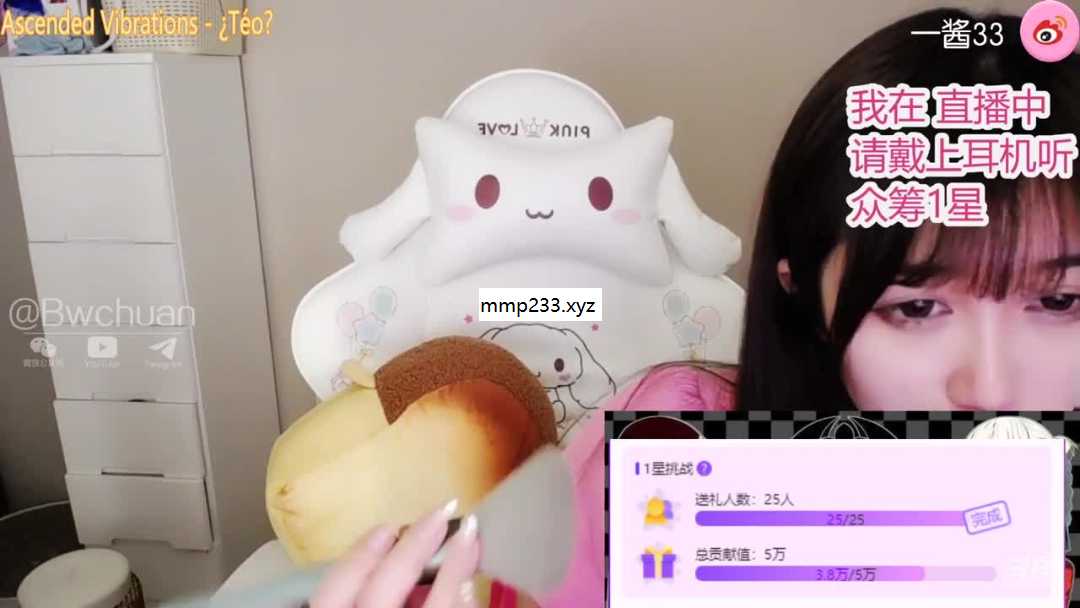 Ascended Vibrations - ¿Téo?
一酱33
我在 直播中
请戴上耳机听
众筹1星
PINK LOVE
mmp233.xyz
@Bwchuan
YouTube
Telegram
1星挑战?
送礼人数：25人
25/25
完成
总贡献值：5万
3.8万/5万